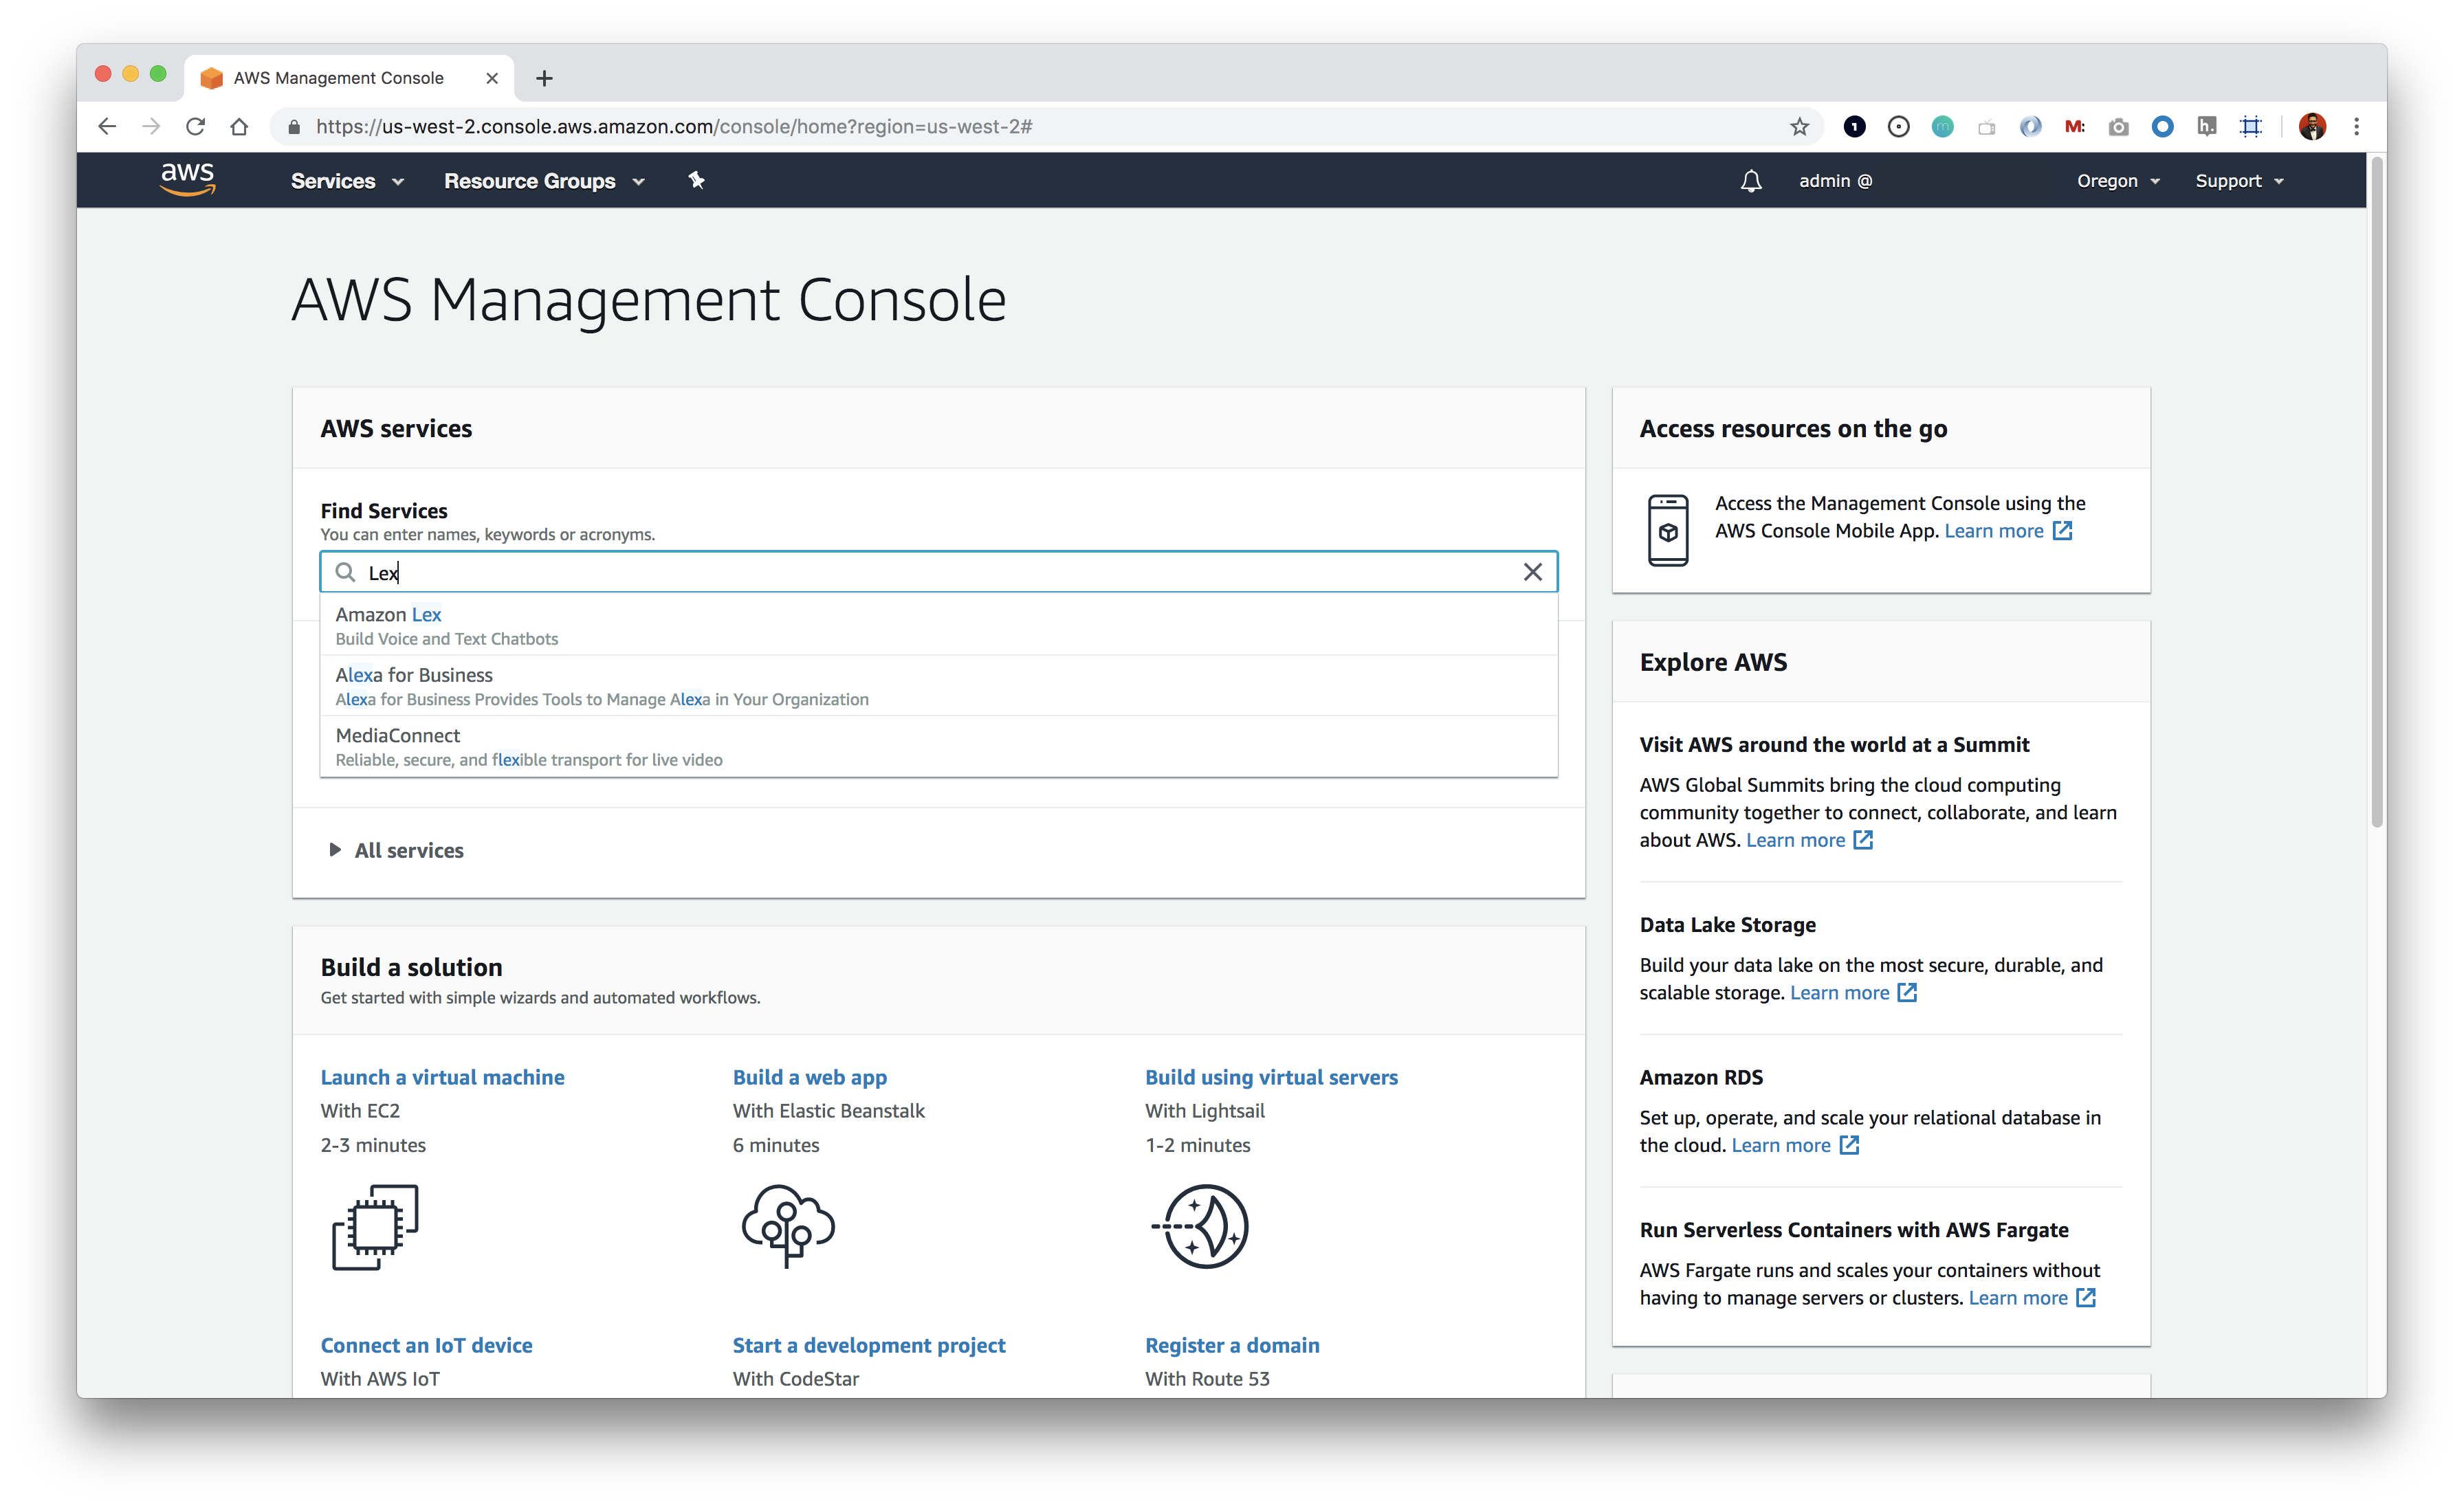 AWS Management Console
https://us-west-2.console.aws.amazon.com/console/home?region=us-west-2#
1
m
M:
h.
aws
Services
Resource Groups
admin @
Oregon
Support
AWS Management Console
AWS services
Find Services
You can enter names, keywords or acronyms.
Lex
Amazon Lex
Build Voice and Text Chatbots
Alexa for Business
Alexa for Business Provides Tools to Manage Alexa in Your Organization
MediaConnect
Reliable, secure, and flexible transport for live video
All services
Build a solution
Get started with simple wizards and automated workflows.
Launch a virtual machine
With EC2
2-3 minutes
Build a web app
With Elastic Beanstalk
6 minutes
Build using virtual servers
With Lightsail
1-2 minutes
Connect an IoT device
With AWS IoT
Start a development project
With CodeStar
Register a domain
With Route 53
Access resources on the go
Access the Management Console using the
AWS Console Mobile App. Learn more
Explore AWS
Visit AWS around the world at a Summit
AWS Global Summits bring the cloud computing
community together to connect, collaborate, and learn
about AWS. Learn more
Data Lake Storage
Build your data lake on the most secure, durable, and
scalable storage. Learn more
Amazon RDS
Set up, operate, and scale your relational database in
the cloud. Learn more
Run Serverless Containers with AWS Fargate
AWS Fargate runs and scales your containers without
having to manage servers or clusters. Learn more